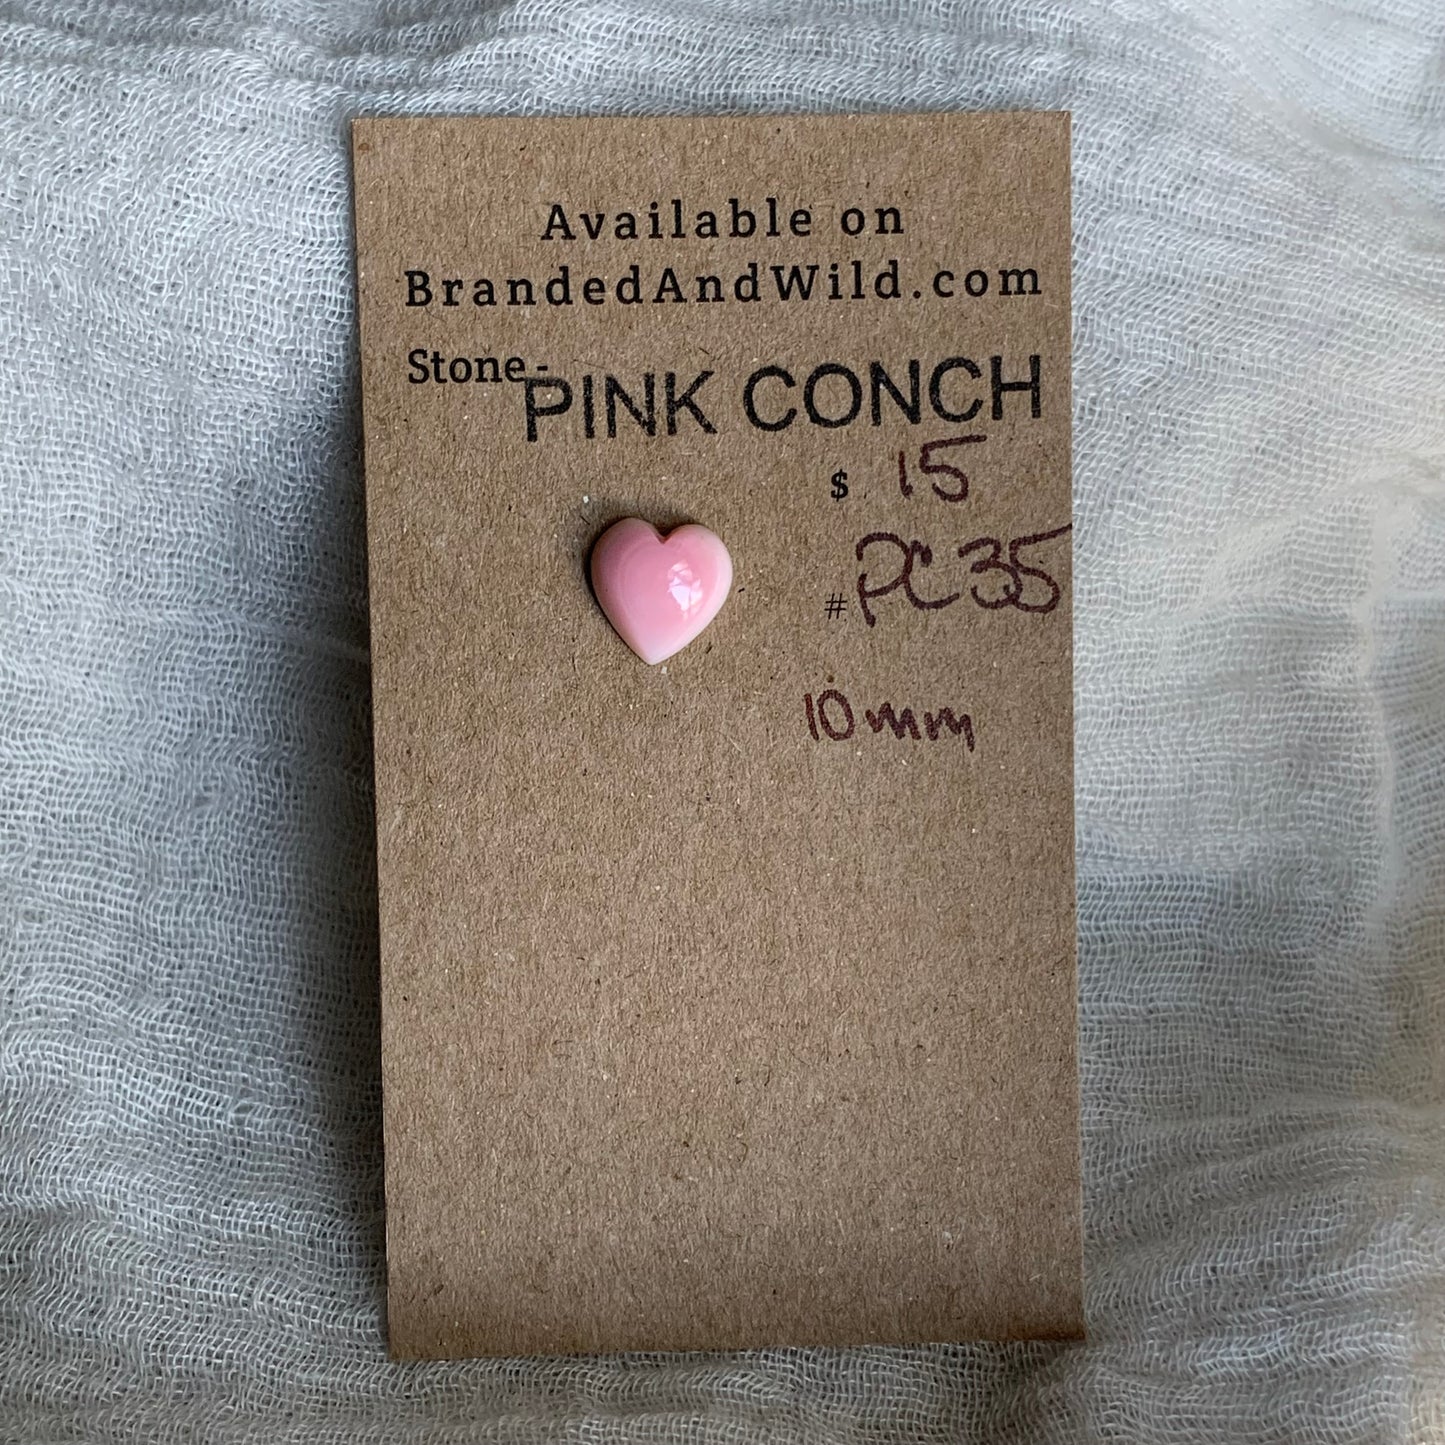 Available on
BrandedAndWild.com
Stone - PINK CONCH
$ 15
# PC35
10mm